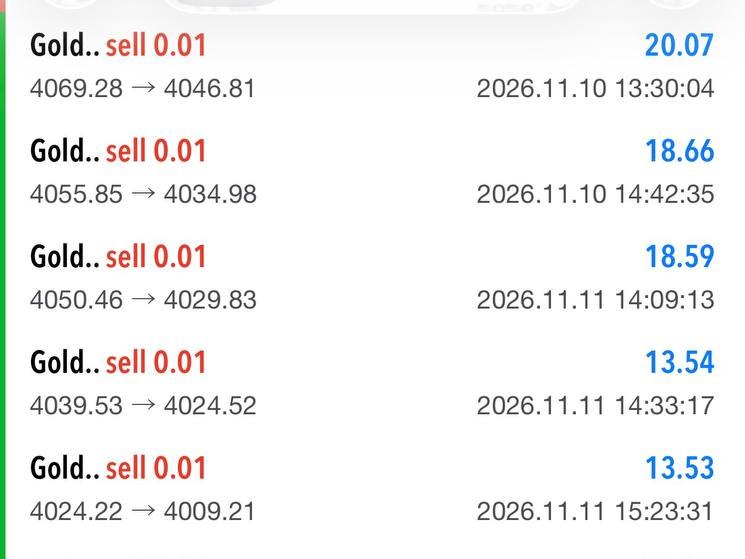 Gold.. sell 0.01 20.07
4069.28 → 4046.81 2026.11.10 13:30:04
Gold.. sell 0.01 18.66
4055.85 → 4034.98 2026.11.10 14:42:35
Gold.. sell 0.01 18.59
4050.46 → 4029.83 2026.11.11 14:09:13
Gold.. sell 0.01 13.54
4039.53 → 4024.52 2026.11.11 14:33:17
Gold.. sell 0.01 13.53
4024.22 → 4009.21 2026.11.11 15:23:31